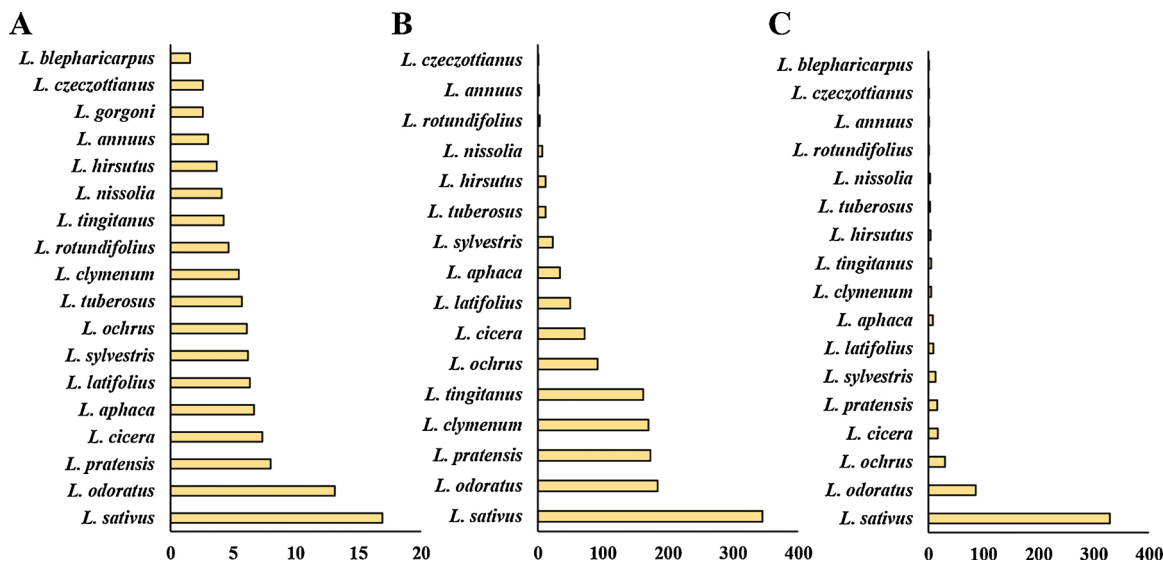 A
L. blepharicarpus
L. czeczottianus
L. gorgoni
L. annuus
L. hirsutus
L. nissolia
L. tingitanus
L. rotundifolius
L. clymenum
L. tuberosus
L. ochrus
L. sylvestris
L. latifolius
L. aphaca
L. cicera
L. pratensis
L. odoratus
L. sativus
0 5 10 15 20
B
L. czeczottianus
L. annuus
L. rotundifolius
L. nissolia
L. hirsutus
L. tuberosus
L. sylvestris
L. aphaca
L. latifolius
L. cicera
L. ochrus
L. tingitanus
L. clymenum
L. pratensis
L. odoratus
L. sativus
0 100 200 300 400
C
L. blepharicarpus
L. czeczottianus
L. annuus
L. rotundifolius
L. nissolia
L. tuberosus
L. hirsutus
L. tingitanus
L. clymenum
L. aphaca
L. latifolius
L. sylvestris
L. pratensis
L. cicera
L. ochrus
L. odoratus
L. sativus
0 100 200 300 400